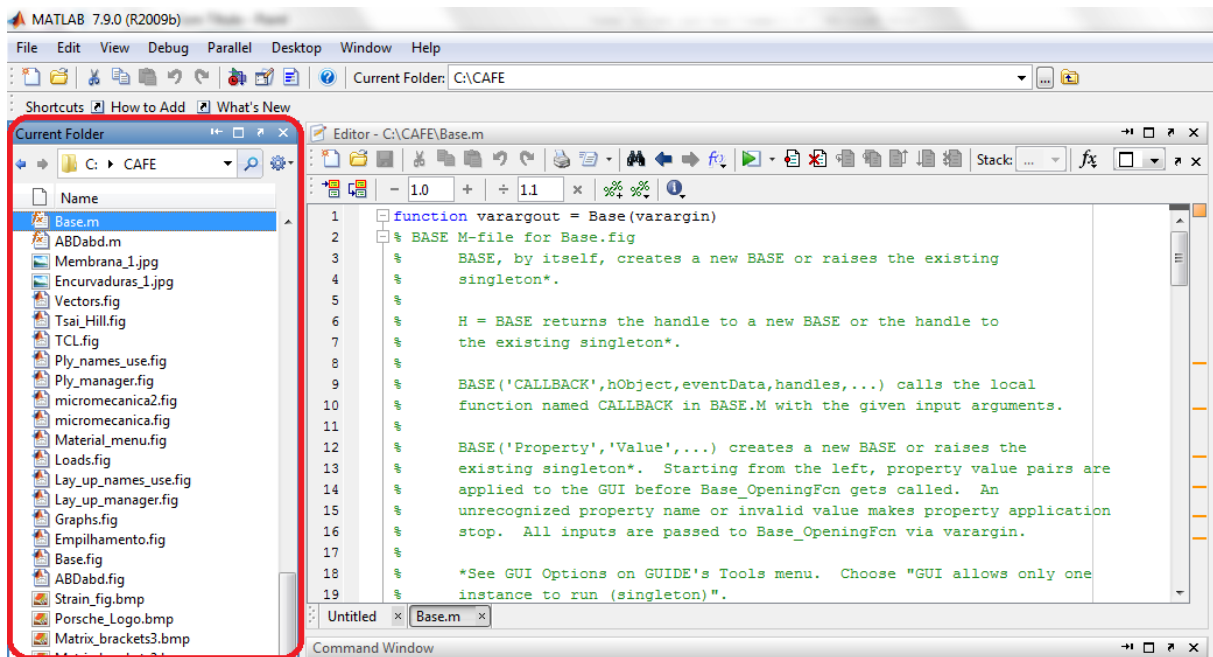 MATLAB 7.9.0 (R2009b)
File Edit View Debug Parallel Desktop Window Help
Current Folder: C:\CAFE
Shortcuts How to Add What's New
Current Folder
C: CAFE
Name
Base.m
ABDabd.m
Membrana_1.jpg
Encurvaduras_1.jpg
Vectors.fig
Tsai_Hill.fig
TCL.fig
Ply_names_use.fig
Ply_manager.fig
micromecanica2.fig
micromecanica.fig
Material_menu.fig
Loads.fig
Lay_up_names_use.fig
Lay_up_manager.fig
Graphs.fig
Empilhamento.fig
Base.fig
ABDabd.fig
Strain_fig.bmp
Porsche_Logo.bmp
Matrix_brackets3.bmp
Editor - C:\CAFE\Base.m
Stack: ... fx
- 1.0 + ÷ 1.1 ×
1 function varargout = Base(varargin)
2 % BASE M-file for Base.fig
3 % BASE, by itself, creates a new BASE or raises the existing
4 % singleton*.
5 %
6 % H = BASE returns the handle to a new BASE or the handle to
7 % the existing singleton*.
8 %
9 % BASE('CALLBACK',hObject,eventData,handles,...) calls the local
10 % function named CALLBACK in BASE.M with the given input arguments.
11 %
12 % BASE('Property','Value',...) creates a new BASE or raises the
13 % existing singleton*.  Starting from the left, property value pairs are
14 % applied to the GUI before Base_OpeningFcn gets called.  An
15 % unrecognized property name or invalid value makes property application
16 % stop.  All inputs are passed to Base_OpeningFcn via varargin.
17 %
18 % *See GUI Options on GUIDE's Tools menu.  Choose "GUI allows only one
19 % instance to run (singleton)".
Untitled × Base.m ×
Command Window